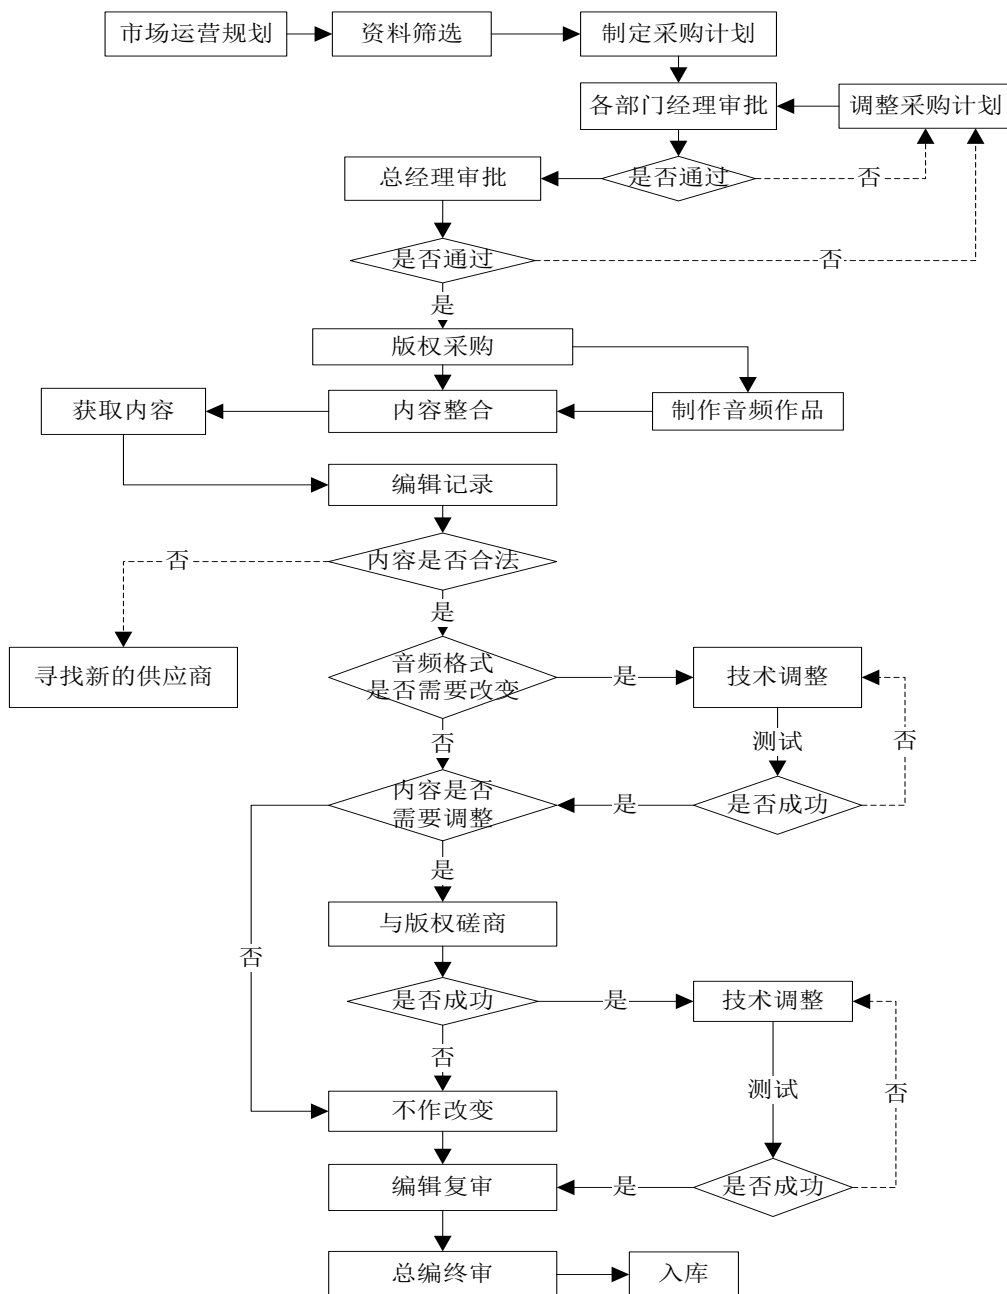 市场运营规划
资料筛选
制定采购计划
各部门经理审批
调整采购计划
总经理审批
是否通过
否
是否通过
否
是
版权采购
获取内容
内容整合
制作音频作品
编辑记录
否
内容是否合法
是
寻找新的供应商
音频格式
是否需要改变
是
技术调整
否
测试
否
内容是否
需要调整
是
是否成功
是
与版权磋商
否
是否成功
是
技术调整
否
测试
否
不作改变
编辑复审
是
是否成功
总编终审
入库